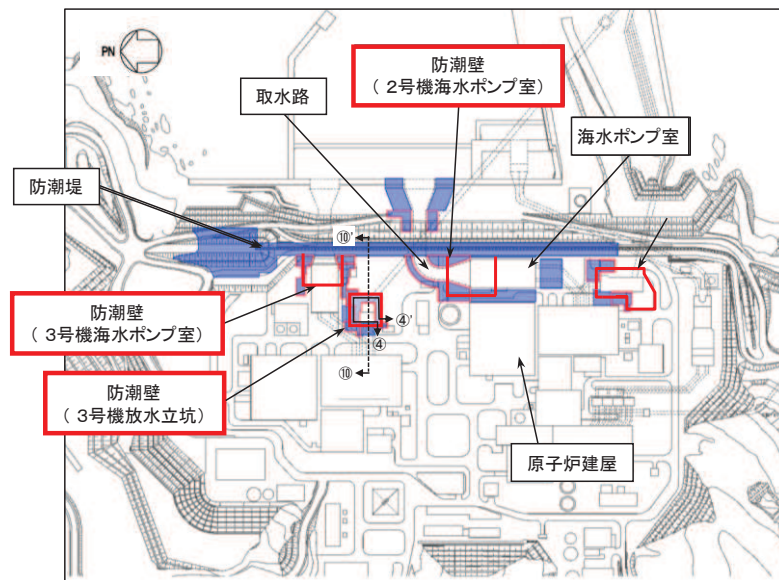 PN
防潮壁
( 2号機海水ポンプ室)
取水路
海水ポンプ室
防潮堤
⑩'
防潮壁
( 3号機海水ポンプ室)
④'
④
⑩
防潮壁
( 3号機放水立坑)
原子炉建屋